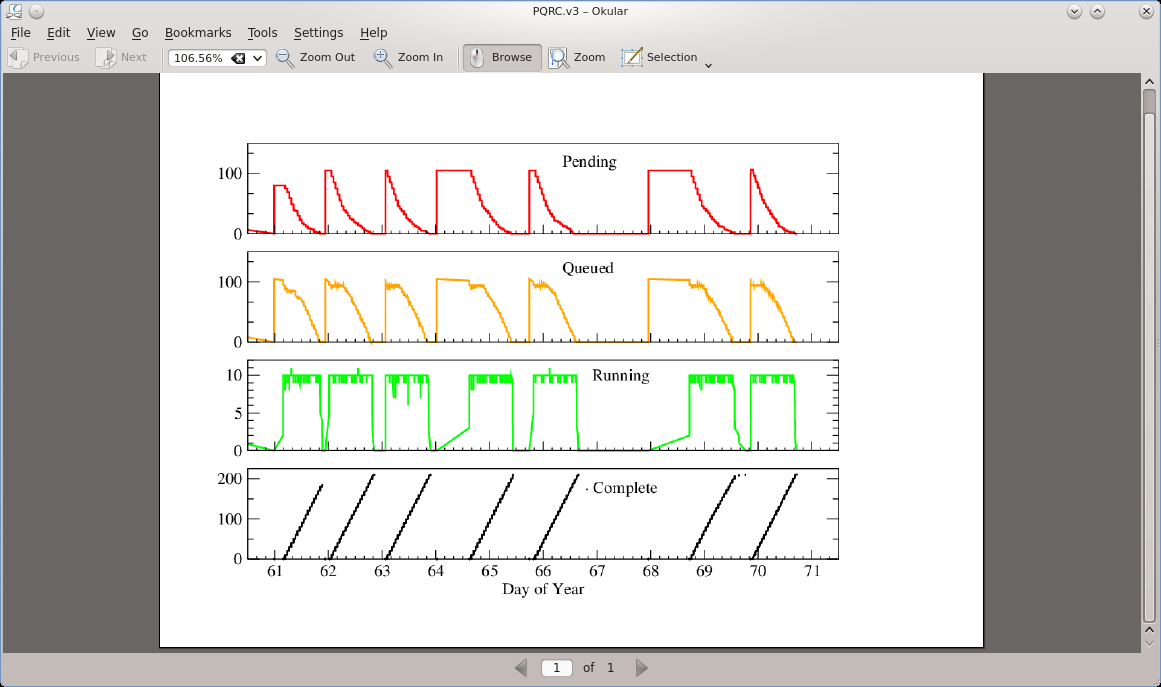 PQRC.v3 – Okular
File Edit View Go Bookmarks Tools Settings Help
Previous Next 106.56% Zoom Out Zoom In Browse Zoom Selection
Pending
100
0
Queued
100
0
Running
10
5
0
Complete
200
100
0
61 62 63 64 65 66 67 68 69 70 71
Day of Year
1 of 1